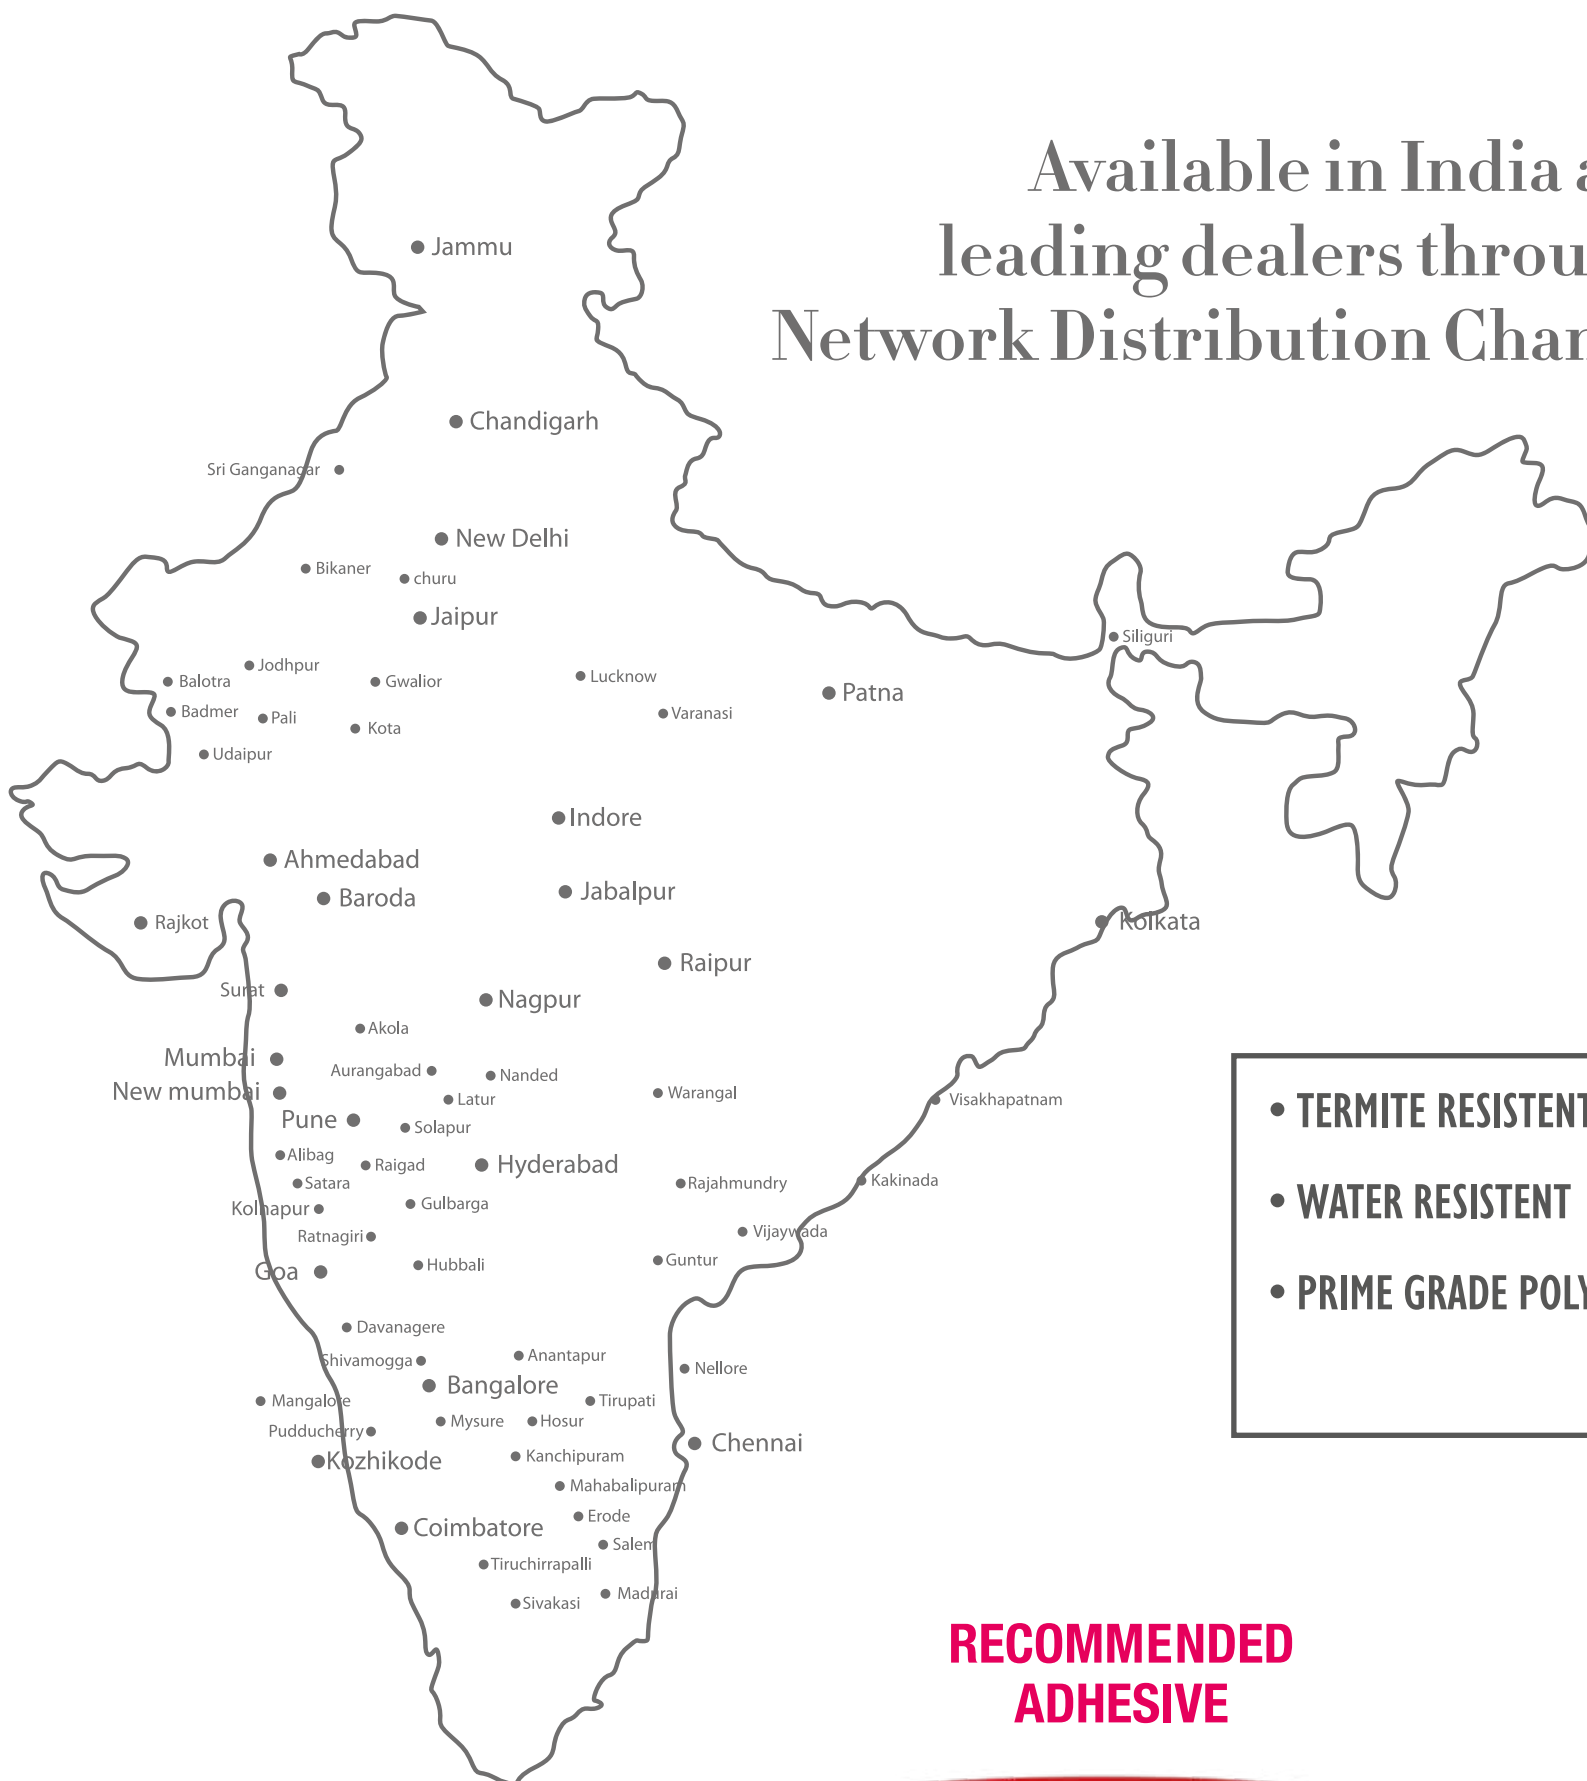 Available in India a
leading dealers throu
Network Distribution Chan
Jammu
Chandigarh
Sri Ganganagar
New Delhi
Bikaner
churu
Jaipur
Siliguri
Jodhpur
Balotra
Gwalior
Lucknow
Patna
Badmer
Pali
Varanasi
Kota
Udaipur
Indore
Ahmedabad
Baroda
Jabalpur
Rajkot
Kolkata
Raipur
Surat
Nagpur
Akola
Mumbai
Aurangabad
Nanded
New mumbai
Latur
Warangal
Visakhapatnam
Pune
Solapur
Alibag
Raigad
Hyderabad
Satara
Rajahmundry
Kakinada
Kolhapur
Gulbarga
Ratnagiri
Vijaywada
Goa
Hubbali
Guntur
Davanagere
Shivamogga
Anantapur
Nellore
Bangalore
Mangalore
Tirupati
Pudducherry
Mysure
Hosur
Chennai
Kozhikode
Kanchipuram
Mahabalipuram
Erode
Coimbatore
Salem
Tiruchirrapalli
Sivakasi
Madurai
• TERMITE RESISTENT
• WATER RESISTENT
• PRIME GRADE POLY
RECOMMENDED
ADHESIVE